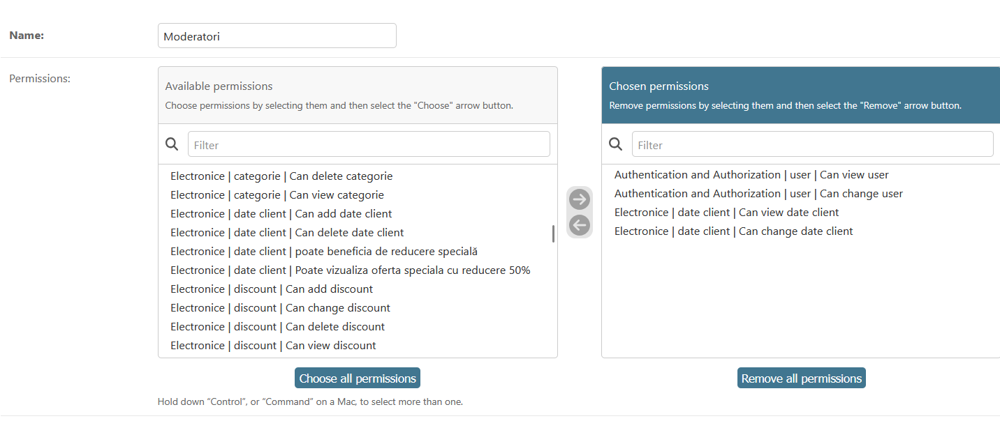 Name:
Moderatori
Permissions:
Available permissions
Choose permissions by selecting them and then select the "Choose" arrow button.
Filter
Electronice | categorie | Can delete categorie
Electronice | categorie | Can view categorie
Electronice | date client | Can add date client
Electronice | date client | Can delete date client
Electronice | date client | poate beneficia de reducere specială
Electronice | date client | Poate vizualiza oferta speciala cu reducere 50%
Electronice | discount | Can add discount
Electronice | discount | Can change discount
Electronice | discount | Can delete discount
Electronice | discount | Can view discount
Choose all permissions
Hold down “Control”, or “Command” on a Mac, to select more than one.
Chosen permissions
Remove permissions by selecting them and then select the "Remove" arrow button.
Filter
Authentication and Authorization | user | Can view user
Authentication and Authorization | user | Can change user
Electronice | date client | Can view date client
Electronice | date client | Can change date client
Remove all permissions